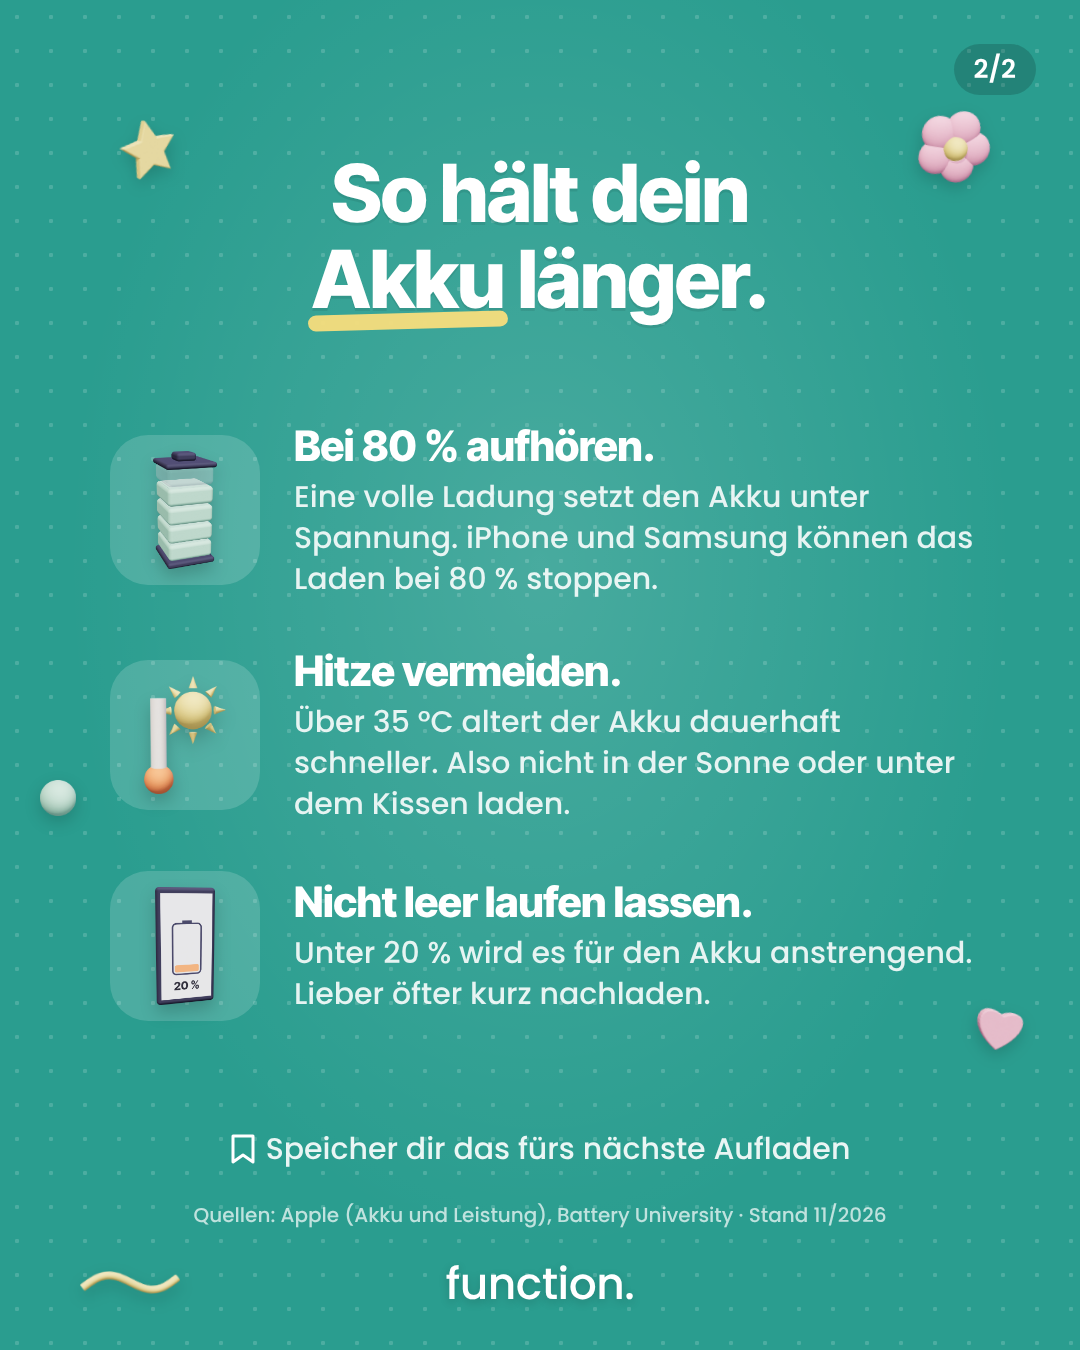 2/2
So hält dein
Akku länger.
Bei 80 % aufhören.
Eine volle Ladung setzt den Akku unter
Spannung. iPhone und Samsung können das
Laden bei 80 % stoppen.
Hitze vermeiden.
Über 35 °C altert der Akku dauerhaft
schneller. Also nicht in der Sonne oder unter
dem Kissen laden.
20 %
Nicht leer laufen lassen.
Unter 20 % wird es für den Akku anstrengend.
Lieber öfter kurz nachladen.
Speicher dir das fürs nächste Aufladen
Quellen: Apple (Akku und Leistung), Battery University · Stand 11/2026
function.